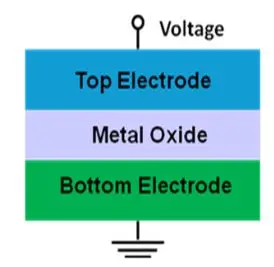 Voltage
Top Electrode
Metal Oxide
Bottom Electrode